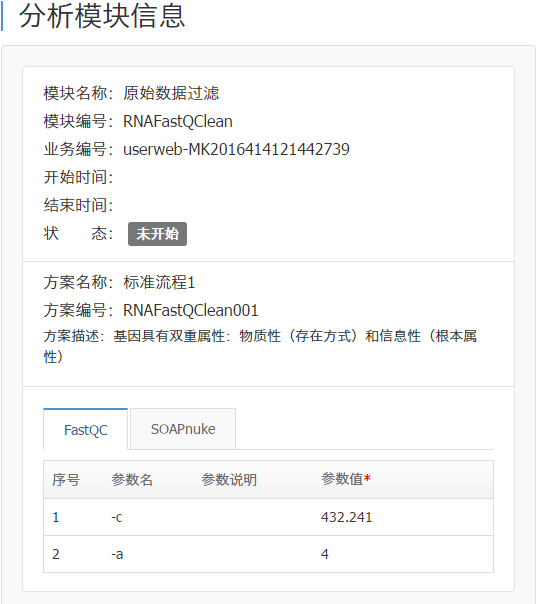 分析模块信息
模块名称：原始数据过滤
模块编号：RNAFastQClean
业务编号：userweb-MK2016414121442739
开始时间：
结束时间：
状　　态：未开始
方案名称：标准流程1
方案编号：RNAFastQClean001
方案描述：基因具有双重属性：物质性（存在方式）和信息性（根本属
性）
FastQC SOAPnuke
序号 参数名 参数说明 参数值*
1 -c 432.241
2 -a 4